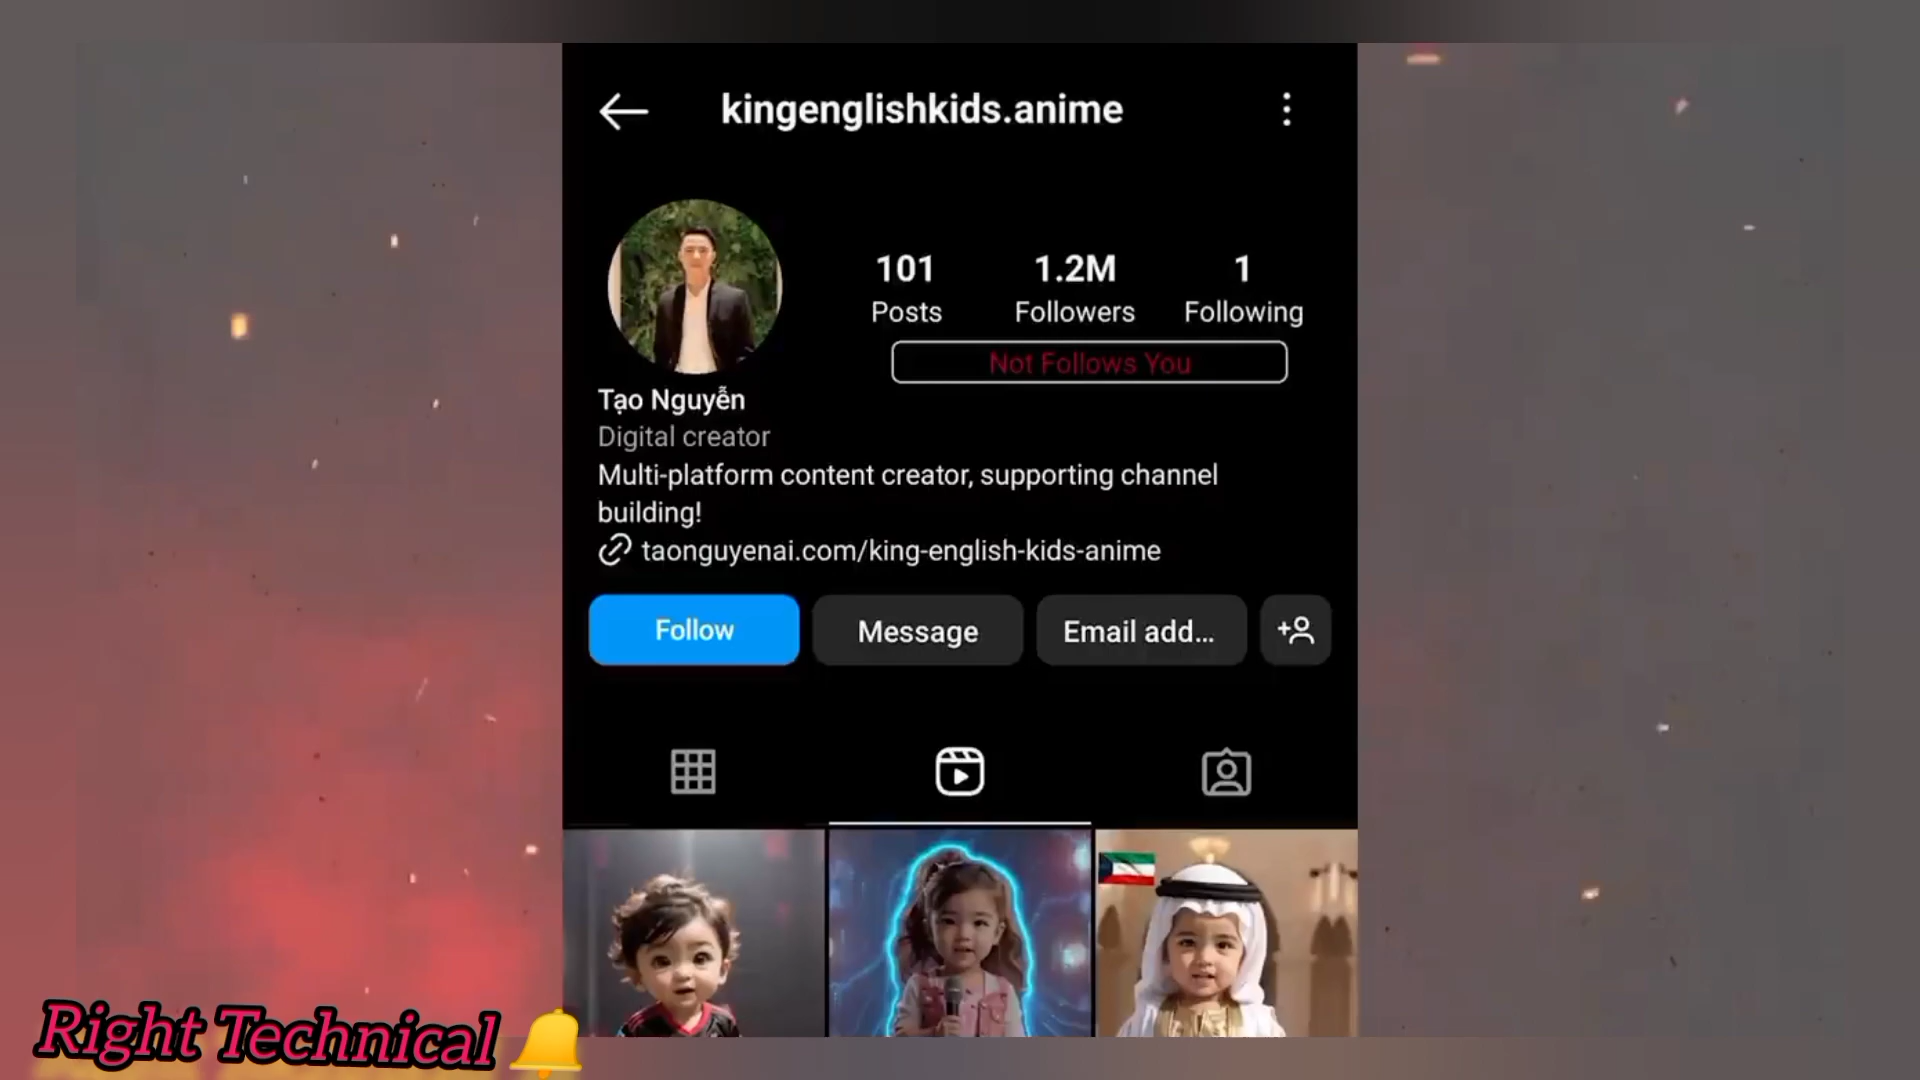 kingenglishkids.anime
101
1.2M
1
Posts
Followers
Following
Not Follows You
Tạo Nguyễn
Digital creator
Multi-platform content creator, supporting channel
building!
taonguyenai.com/king-english-kids-anime
Follow
Message
Email add...
Right Technical